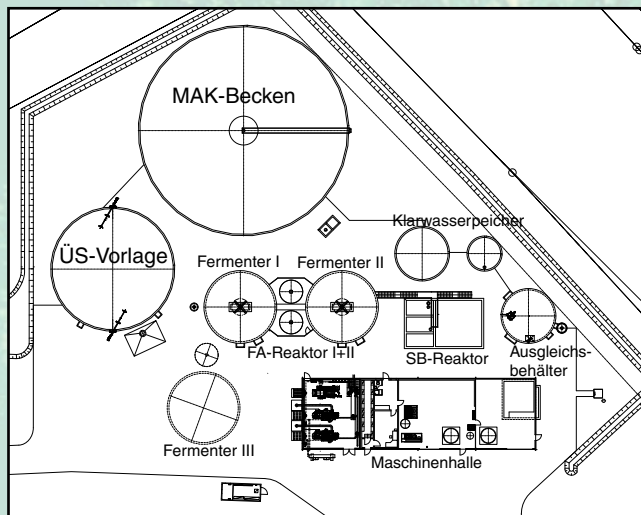 MAK-Becken
Klarwasserpeicher
ÜS-Vorlage
Fermenter I
Fermenter II
FA-Reaktor I+II
SB-Reaktor
Ausgleichs-
behälter
Fermenter III
Maschinenhalle